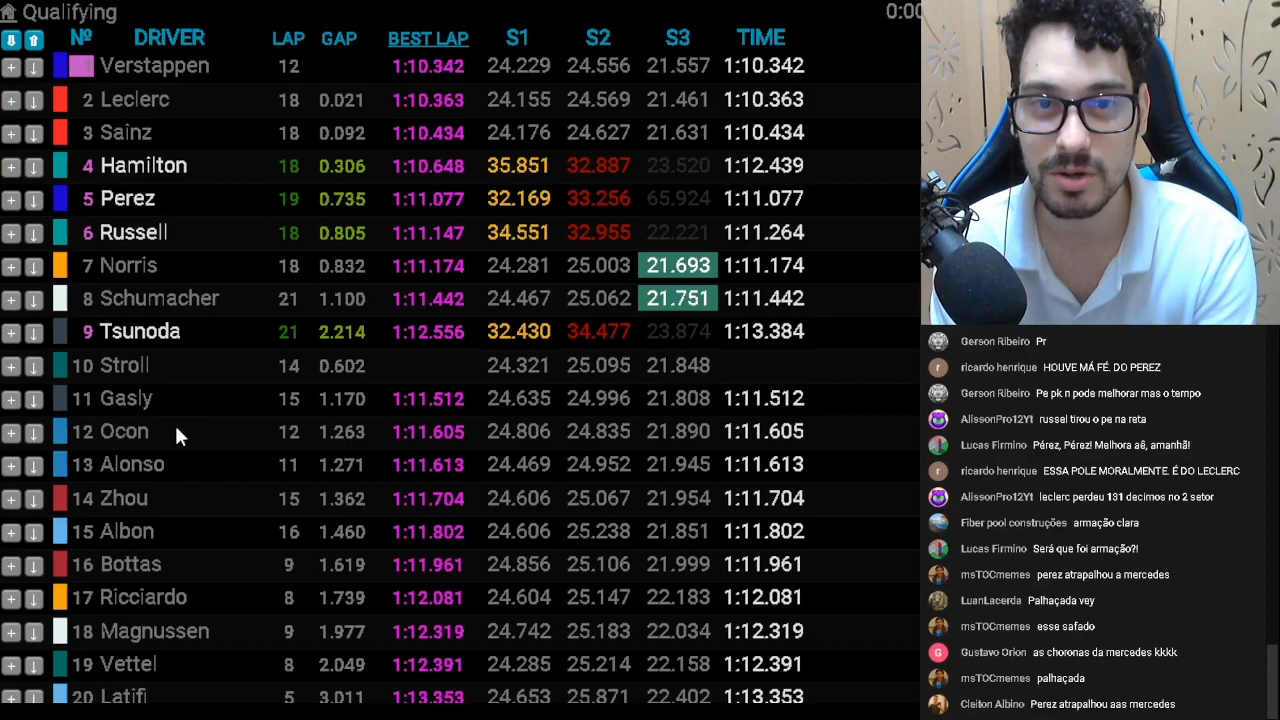 Qualifying 0:00
Nº DRIVER LAP GAP BEST LAP S1 S2 S3 TIME
1 Verstappen 12 1:10.342 24.229 24.556 21.557 1:10.342
2 Leclerc 18 0.021 1:10.363 24.155 24.569 21.461 1:10.363
3 Sainz 18 0.092 1:10.434 24.176 24.627 21.631 1:10.434
4 Hamilton 18 0.306 1:10.648 35.851 32.887 23.520 1:12.439
5 Perez 19 0.735 1:11.077 32.169 33.256 65.924 1:11.077
6 Russell 18 0.805 1:11.147 34.551 32.955 22.221 1:11.264
7 Norris 18 0.832 1:11.174 24.281 25.003 21.693 1:11.174
8 Schumacher 21 1.100 1:11.442 24.467 25.062 21.751 1:11.442
9 Tsunoda 21 2.214 1:12.556 32.430 34.477 23.874 1:13.384
10 Stroll 14 0.602 24.321 25.095 21.848
11 Gasly 15 1.170 1:11.512 24.635 24.996 21.808 1:11.512
12 Ocon 12 1.263 1:11.605 24.806 24.835 21.890 1:11.605
13 Alonso 11 1.271 1:11.613 24.469 24.952 21.945 1:11.613
14 Zhou 15 1.362 1:11.704 24.606 25.067 21.954 1:11.704
15 Albon 16 1.460 1:11.802 24.606 25.238 21.851 1:11.802
16 Bottas 9 1.619 1:11.961 24.856 25.106 21.999 1:11.961
17 Ricciardo 8 1.739 1:12.081 24.604 25.147 22.183 1:12.081
18 Magnussen 9 1.977 1:12.319 24.742 25.183 22.034 1:12.319
19 Vettel 8 2.049 1:12.391 24.285 25.214 22.158 1:12.391
20 Latifi 5 3.011 1:13.353 24.653 25.871 22.402 1:13.353
Gerson Ribeiro Pr
ricardo henrique HOUVE MÁ FÉ. DO PEREZ
Gerson Ribeiro Pe pk n poda melhorar mas o tempo
AlissonPro12Yt russel tirou o pe na reta
Lucas Firmino Pérez, Pérez! Melhora aê, amanhã!
ricardo henrique ESSA POLE MORALMENTE. É DO LECLERC
AlissonPro12Yt leclerc perdeu 131 decimos no 2 setor
Fiber pool construções armação clara
Lucas Firmino Será que foi armação?!
msTOCmemes perez atrapalhou a mercedes
LuanLacerda Palhaçada vey
msTOCmemes esse safado
Gustavo Orion as choronas da mercedes kkkk
msTOCmemes palhaçada
Cleiton Albino Perez atrapalhou aas mercedes